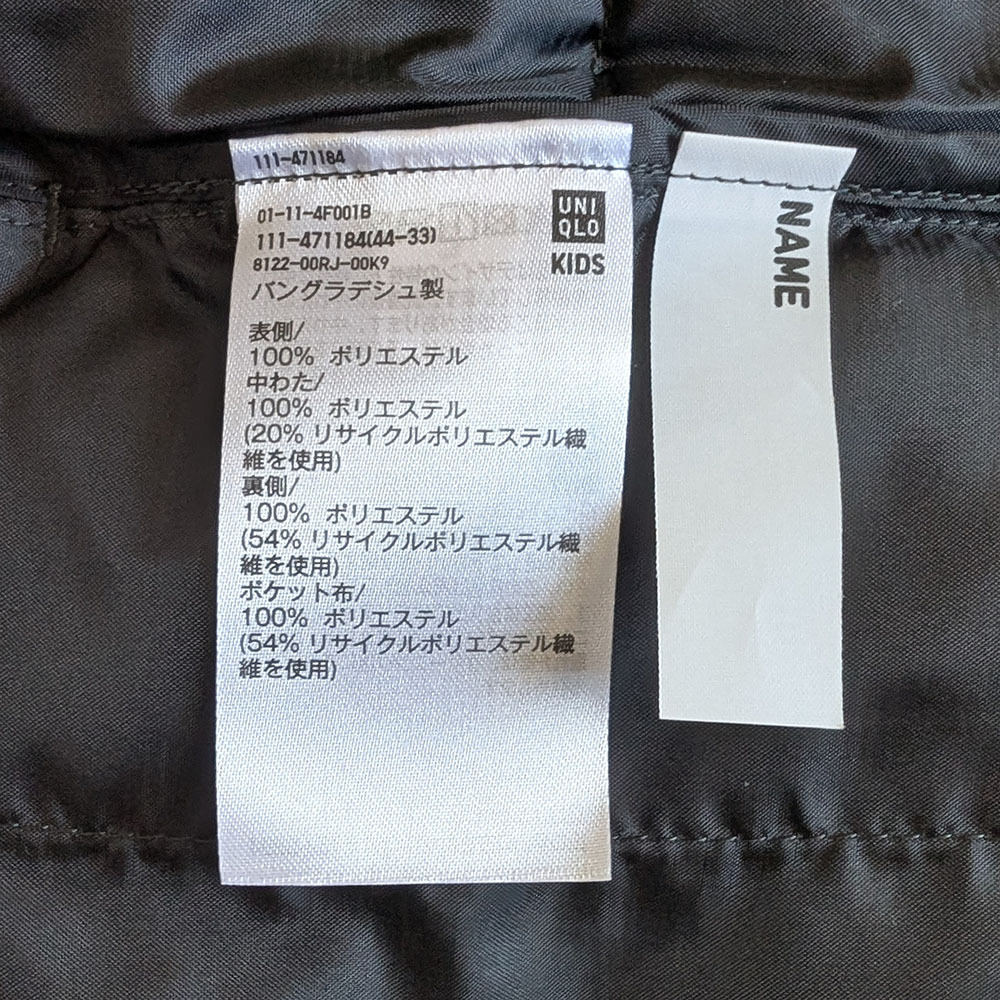 111-471184
01-11-4F001B
111-471184(44-33)
8122-00RJ-00K9
バングラデシュ製
UNI
QLO
KIDS
表側/
100% ポリエステル
中わた/
100% ポリエステル
(20% リサイクルポリエステル繊
維を使用)
裏側/
100% ポリエステル
(54% リサイクルポリエステル繊
維を使用)
ポケット布/
100% ポリエステル
(54% リサイクルポリエステル繊
維を使用)
NAME